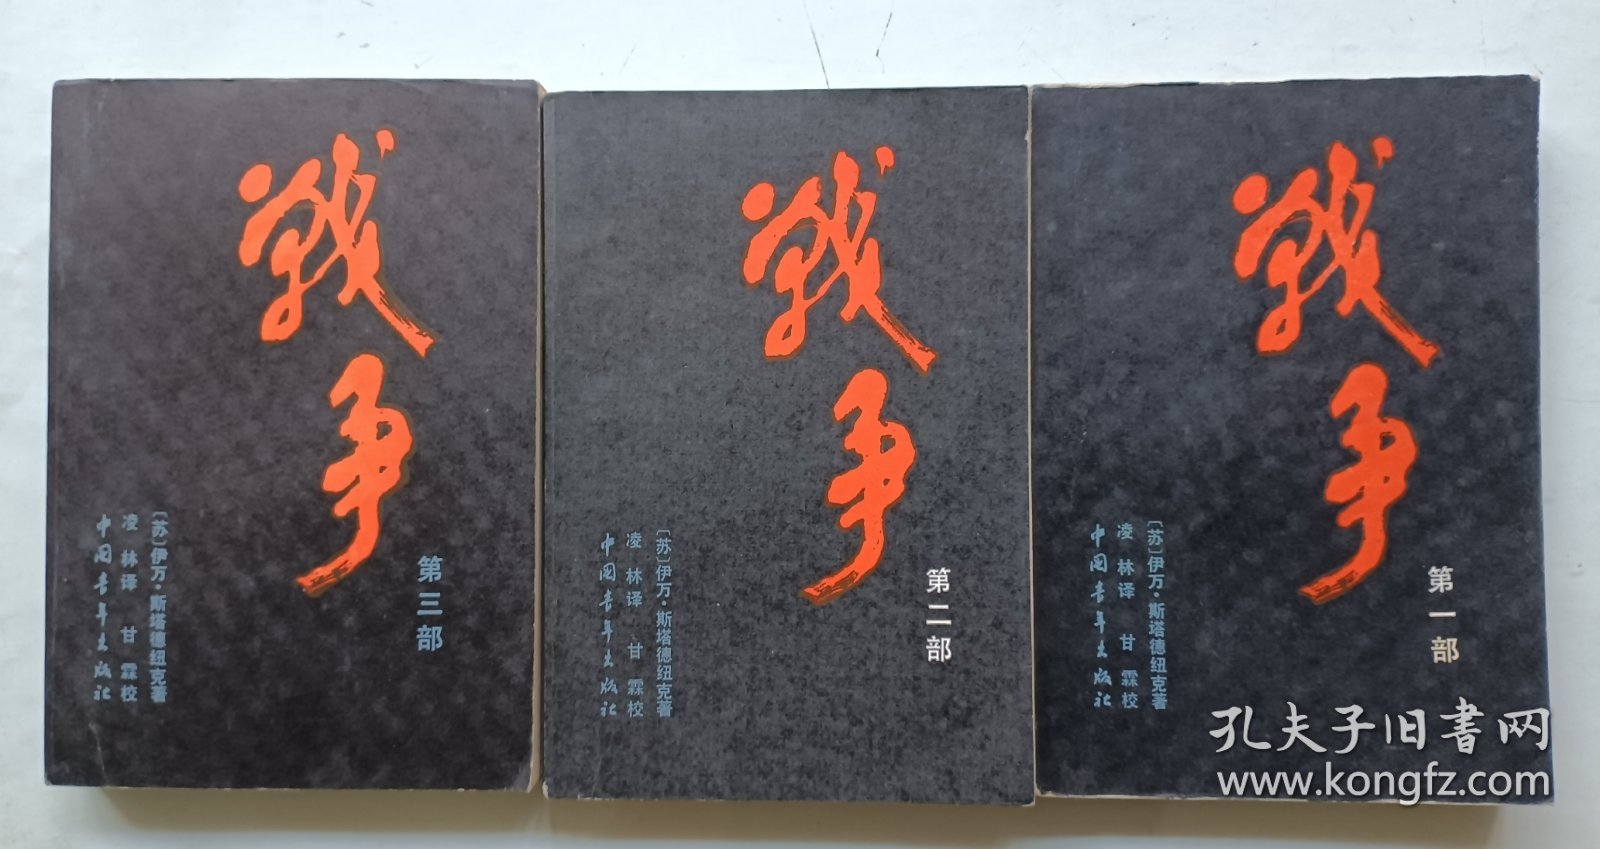 战争
第三部
〔苏〕伊万·斯塔德纽克著
凌林译 甘霖校
中国青年出版社
战争
第二部
〔苏〕伊万·斯塔德纽克著
凌林译 甘霖校
中国青年出版社
战争
第一部
〔苏〕伊万·斯塔德纽克著
凌林译 甘霖校
中国青年出版社
孔夫子旧書网
www.kongfz.com